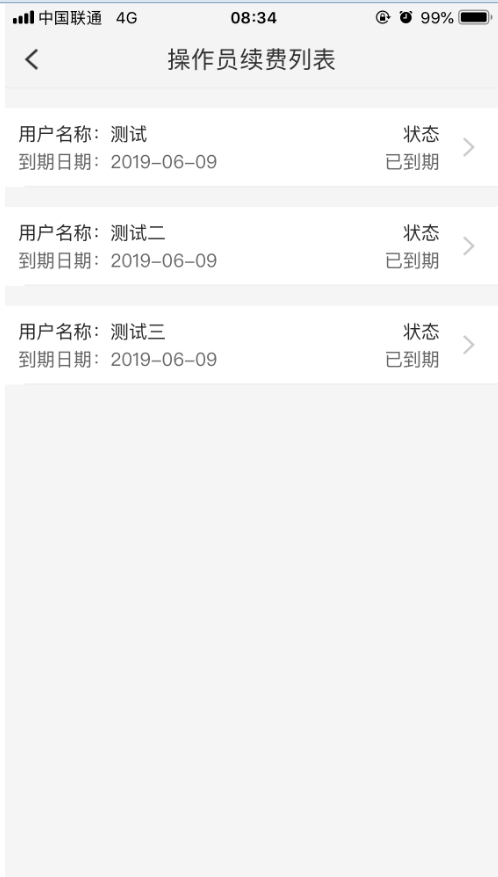 中国联通 4G 08:34 99%
操作员续费列表
用户名称：测试 状态
到期日期：2019-06-09 已到期
用户名称：测试二 状态
到期日期：2019-06-09 已到期
用户名称：测试三 状态
到期日期：2019-06-09 已到期